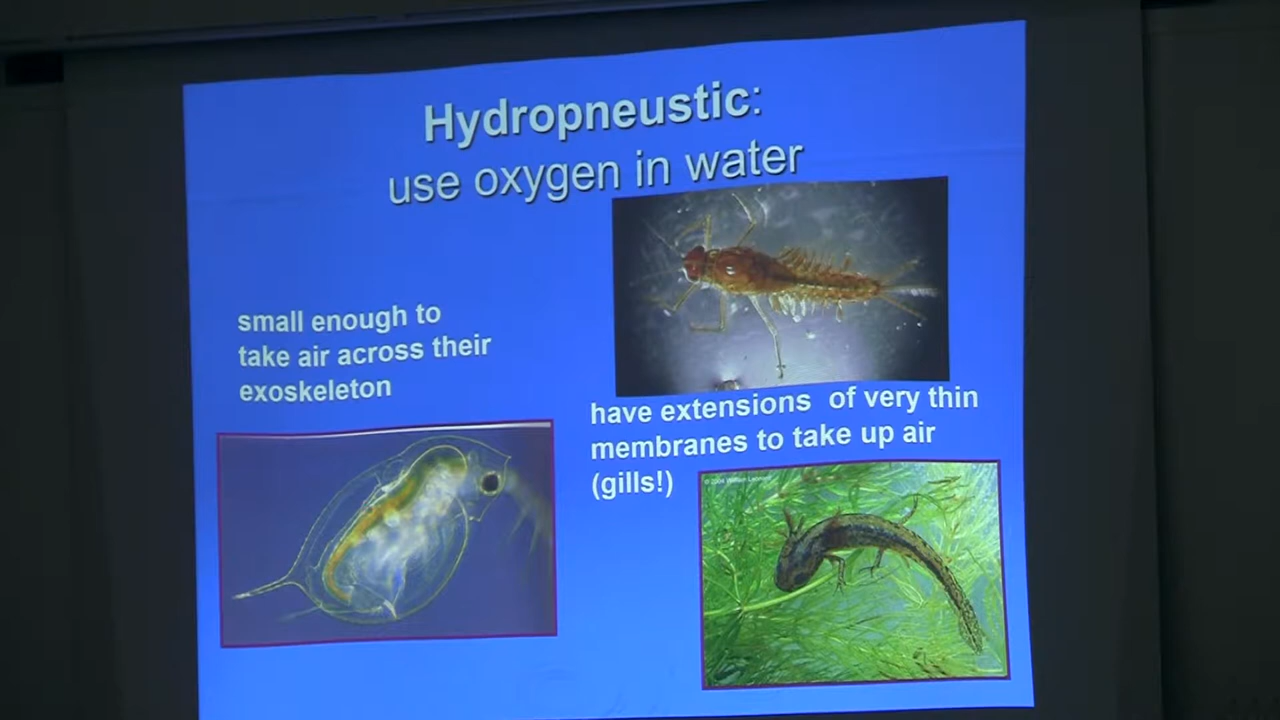 Hydropneustic:
use oxygen in water
small enough to
take air across their
exoskeleton
have extensions of very thin
membranes to take up air
(gills!)